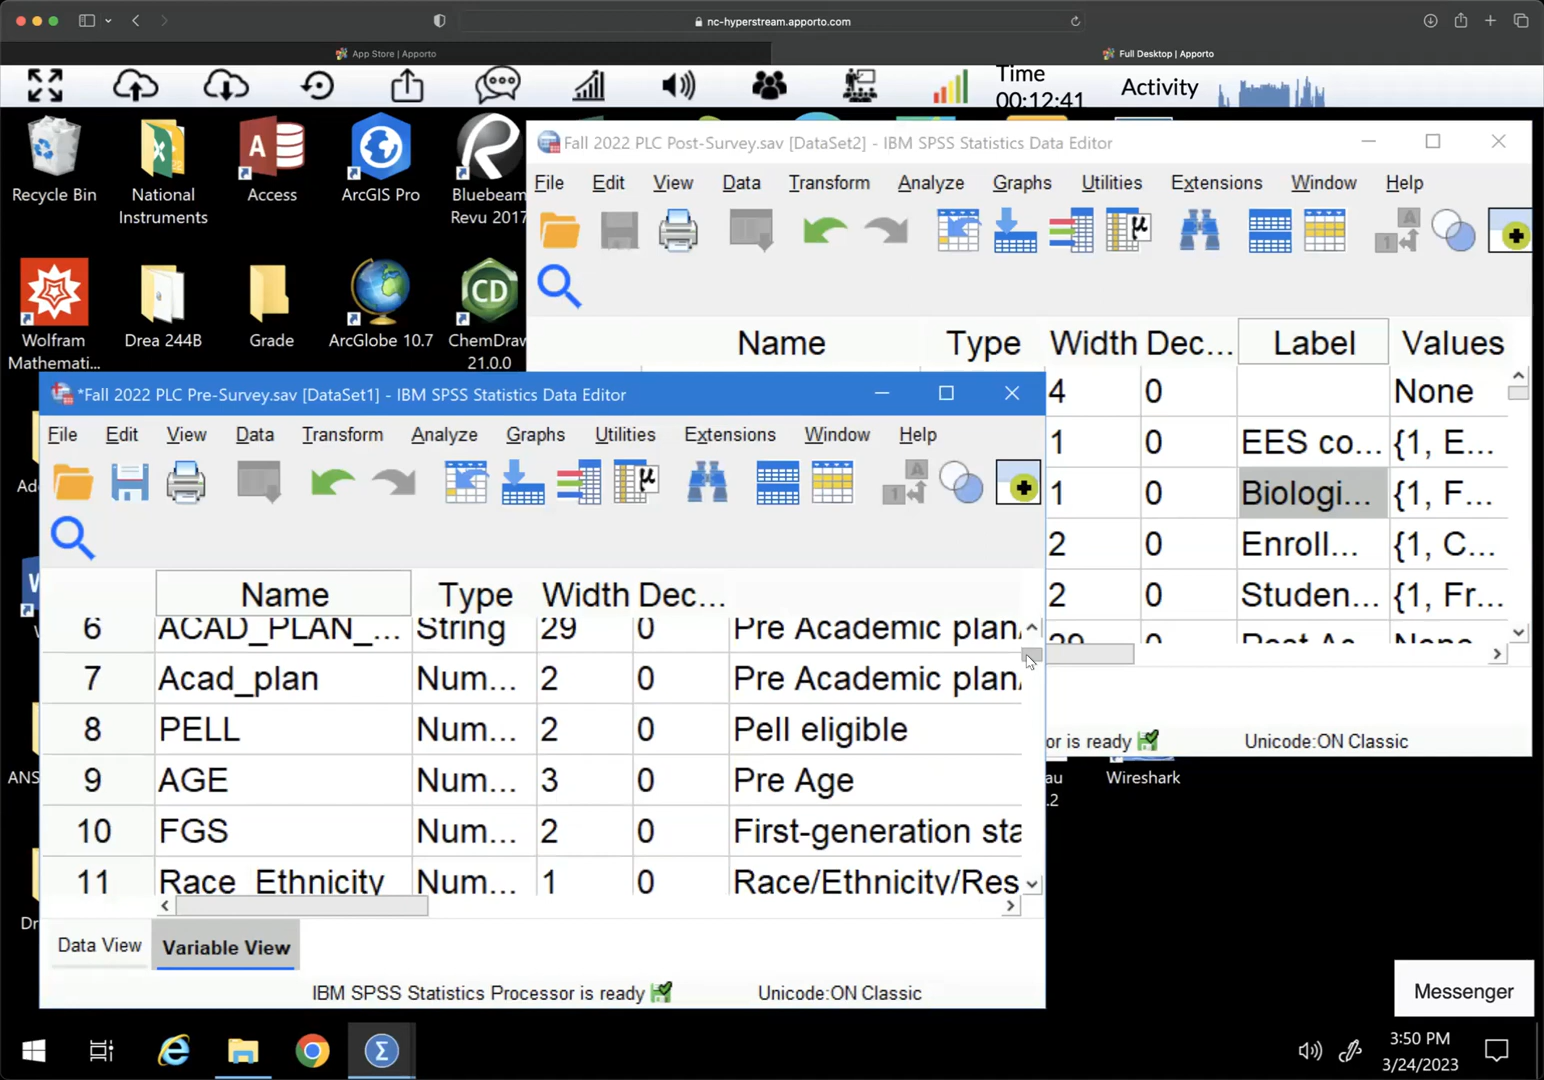 nc-hyperstream.apporto.com
App Store | Apporto
Full Desktop | Apporto
Time
00:12:41
Activity
Recycle Bin
National
Instruments
Access
ArcGIS Pro
Bluebeam
Revu 2017
Wolfram
Mathemati...
Drea 244B
Grade
ArcGlobe 10.7
ChemDraw
21.0.0
Fall 2022 PLC Post-Survey.sav [DataSet2] - IBM SPSS Statistics Data Editor
File Edit View Data Transform Analyze Graphs Utilities Extensions Window Help
Name Type Width Dec... Label Values
4 0 None
1 0 EES co... {1, E...
1 0 Biologi... {1, F...
2 0 Enroll... {1, C...
2 0 Studen... {1, Fr...
or is ready
Unicode:ON Classic
*Fall 2022 PLC Pre-Survey.sav [DataSet1] - IBM SPSS Statistics Data Editor
File Edit View Data Transform Analyze Graphs Utilities Extensions Window Help
Name Type Width Dec...
6 ACAD_PLAN_... String 29 0 Pre Academic plan/
7 Acad_plan Num... 2 0 Pre Academic plan/
8 PELL Num... 2 0 Pell eligible
9 AGE Num... 3 0 Pre Age
10 FGS Num... 2 0 First-generation sta
11 Race_Ethnicity Num... 1 0 Race/Ethnicity/Res
Data View
Variable View
IBM SPSS Statistics Processor is ready
Unicode:ON Classic
Ad
W
ANS
Dr
au
.2
Wireshark
Messenger
3:50 PM
3/24/2023